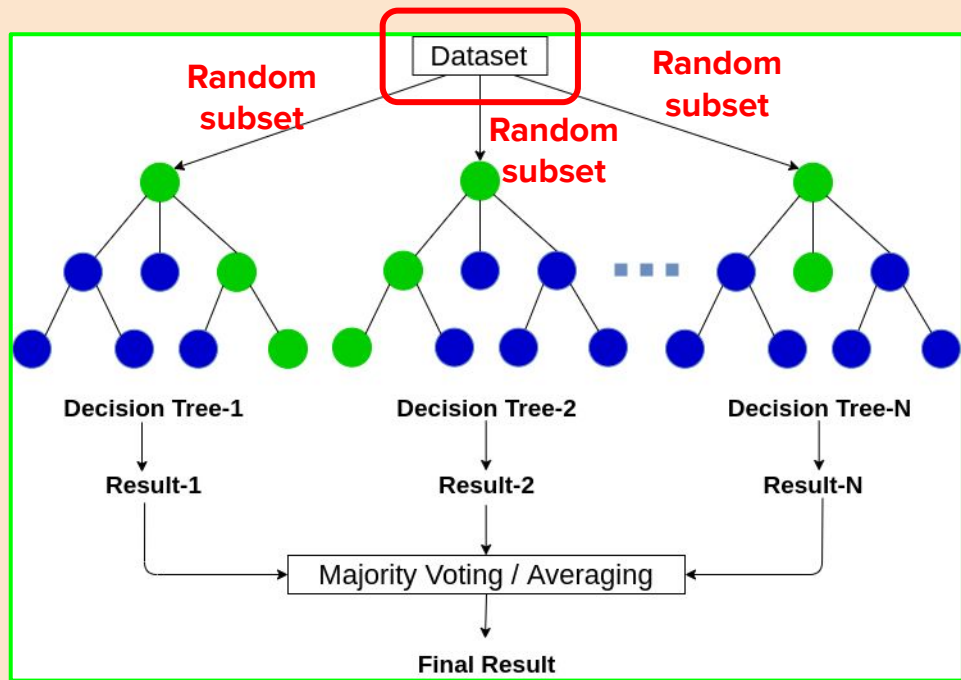 Dataset
Random
subset
Random
subset
Random
subset
Decision Tree-1
Decision Tree-2
Decision Tree-N
Result-1
Result-2
Result-N
Majority Voting / Averaging
Final Result